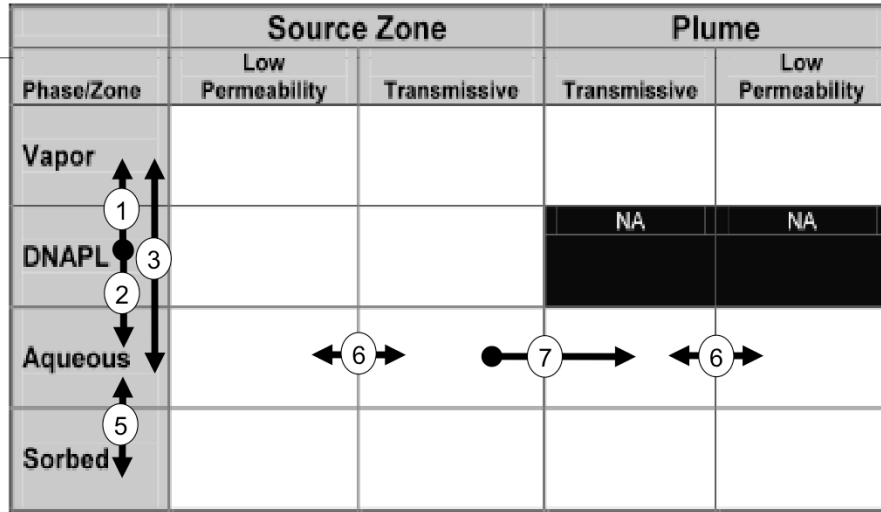 Source Zone Plume
Phase/Zone Low Permeability Transmissive Transmissive Low Permeability
Vapor
1
NA NA
DNAPL 3
2
Aqueous 6 7 6
5
Sorbed